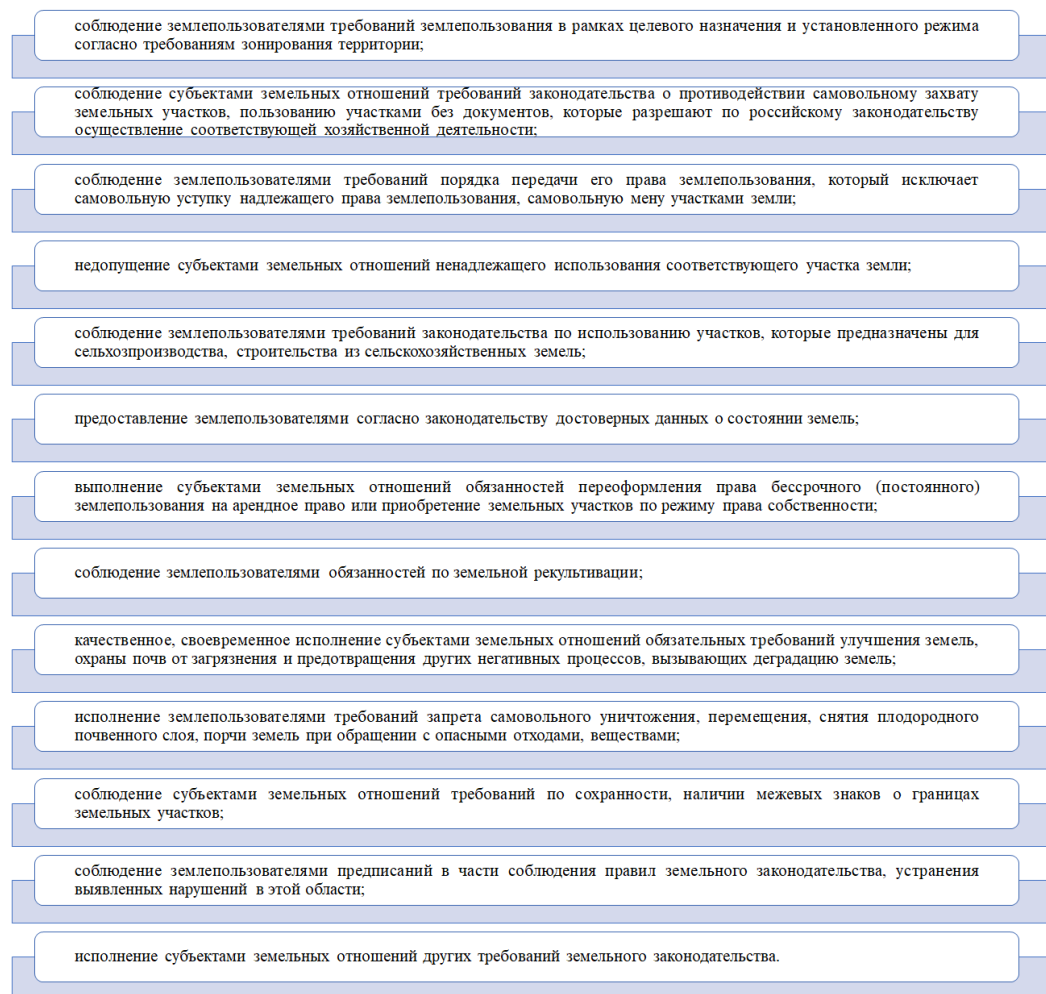 соблюдение землепользователями требований землепользования в рамках целевого назначения и установленного режима
согласно требованиям зонирования территории;
соблюдение субъектами земельных отношений требований законодательства о противодействии самовольному захвату
земельных участков, пользованию участками без документов, которые разрешают по российскому законодательству
осуществление соответствующей хозяйственной деятельности;
соблюдение землепользователями требований порядка передачи его права землепользования, который исключает
самовольную уступку надлежащего права землепользования, самовольную мену участками земли;
недопущение субъектами земельных отношений ненадлежащего использования соответствующего участка земли;
соблюдение землепользователями требований законодательства по использованию участков, которые предназначены для
сельхозпроизводства, строительства из сельскохозяйственных земель;
предоставление землепользователями согласно законодательству достоверных данных о состоянии земель;
выполнение субъектами земельных отношений обязанностей переоформления права бессрочного (постоянного)
землепользования на арендное право или приобретение земельных участков по режиму права собственности;
соблюдение землепользователями обязанностей по земельной рекультивации;
качественное, своевременное исполнение субъектами земельных отношений обязательных требований улучшения земель,
охраны почв от загрязнения и предотвращения других негативных процессов, вызывающих деградацию земель;
исполнение землепользователями требований запрета самовольного уничтожения, перемещения, снятия плодородного
почвенного слоя, порчи земель при обращении с опасными отходами, веществами;
соблюдение субъектами земельных отношений требований по сохранности, наличии межевых знаков о границах
земельных участков;
соблюдение землепользователями предписаний в части соблюдения правил земельного законодательства, устранения
выявленных нарушений в этой области;
исполнение субъектами земельных отношений других требований земельного законодательства.